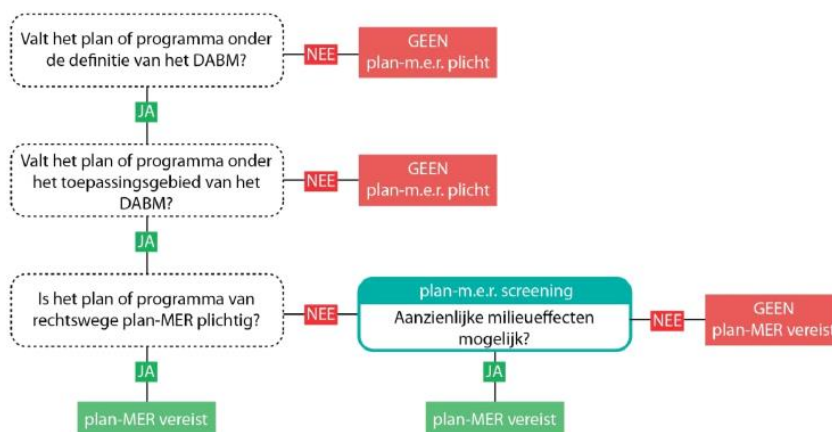 Valt het plan of programma onder
de definitie van het DABM?
NEE
GEEN
plan-m.e.r. plicht
JA
Valt het plan of programma onder
het toepassingsgebied van het
DABM?
NEE
GEEN
plan-m.e.r. plicht
JA
Is het plan of programma van
rechtswege plan-MER plichtig?
NEE
plan-m.e.r. screening
Aanzienlijke milieueffecten
mogelijk?
NEE
GEEN
plan-MER vereist
JA
JA
plan-MER vereist
plan-MER vereist